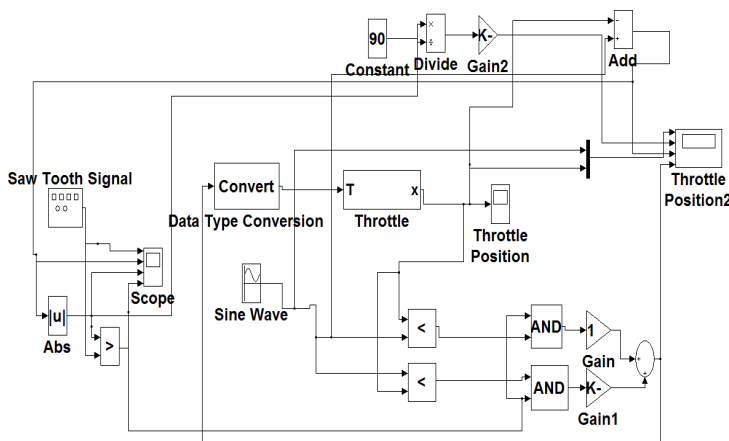 90
Constant
×
÷
Divide
K-
Gain2
-
+
Add
Saw Tooth Signal
Convert
Data Type Conversion
T
x
Throttle
Throttle
Position
Throttle
Position2
Scope
Sine Wave
|u|
Abs
>
<
<
AND
AND
1
Gain
K-
Gain1
+
+